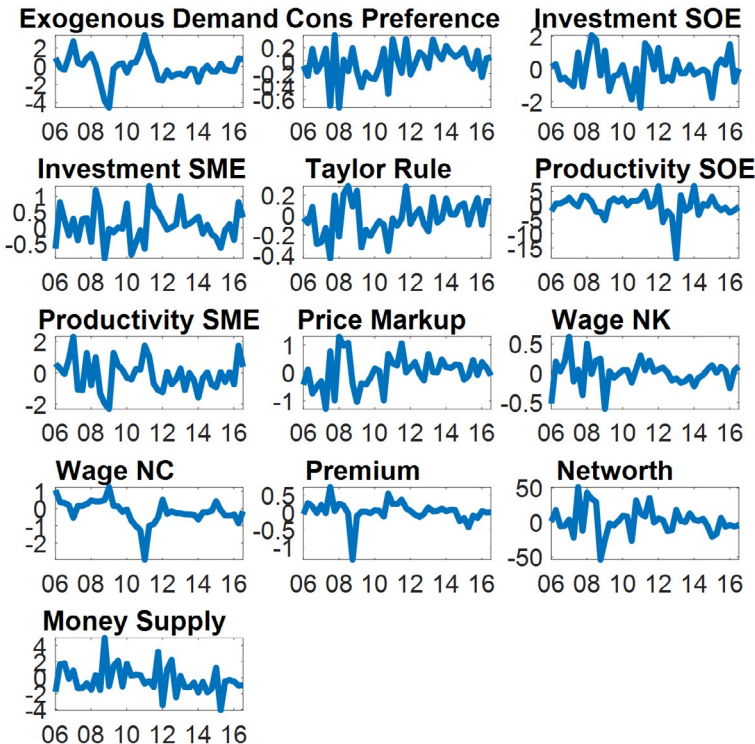 Exogenous Demand Cons Preference Investment SOE
2
0
-2
-4
06 08 10 12 14 16
0.2
0
-0.2
-0.4
-0.6
06 08 10 12 14 16
2
0
-2
06 08 10 12 14 16
Investment SME Taylor Rule Productivity SOE
1
0.5
0
-0.5
06 08 10 12 14 16
0.2
0
-0.2
-0.4
06 08 10 12 14 16
5
0
-5
-10
-15
06 08 10 12 14 16
Productivity SME Price Markup Wage NK
2
0
-2
06 08 10 12 14 16
1
0
-1
06 08 10 12 14 16
0.5
0
-0.5
06 08 10 12 14 16
Wage NC Premium Networth
1
0
-1
-2
06 08 10 12 14 16
0.5
0
-0.5
-1
06 08 10 12 14 16
50
0
-50
06 08 10 12 14 16
Money Supply
4
2
0
-2
-4
06 08 10 12 14 16